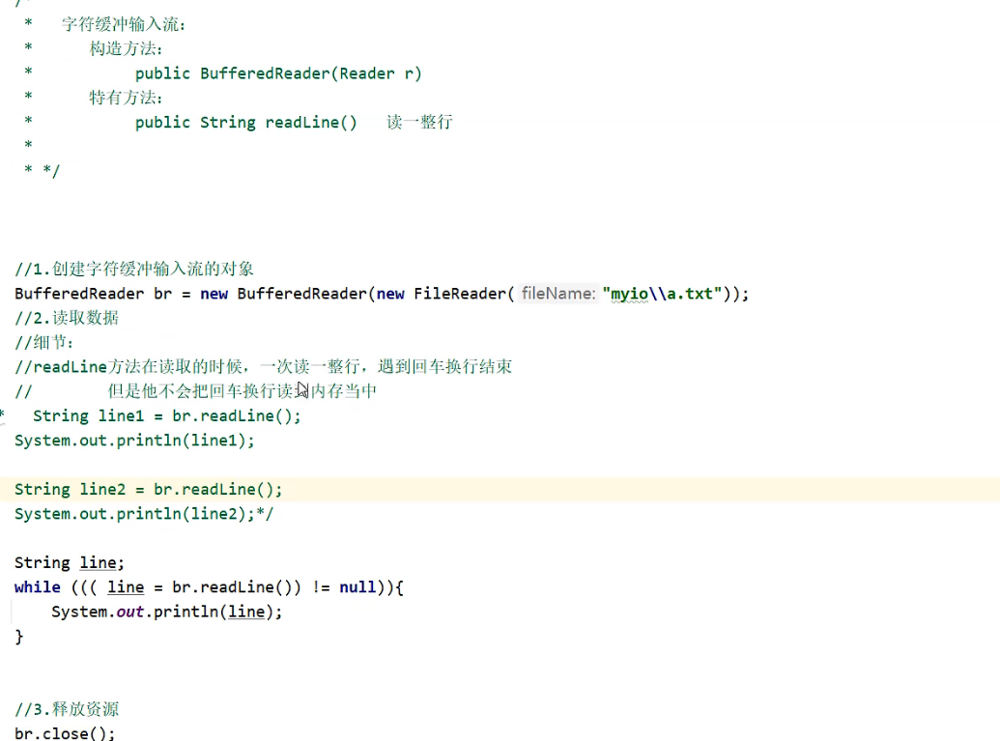 /*
* 字符缓冲输入流:
* 构造方法:
* public BufferedReader(Reader r)
* 特有方法:
* public String readLine() 读一整行
*
* */
//1.创建字符缓冲输入流的对象
BufferedReader br = new BufferedReader(new FileReader( fileName: "myio\\a.txt"));
//2.读取数据
//细节:
//readLine方法在读取的时候，一次读一整行，遇到回车换行结束
// 但是他不会把回车换行读到内存当中
* String line1 = br.readLine();
System.out.println(line1);
String line2 = br.readLine();
System.out.println(line2);*/
String line;
while ((( line = br.readLine()) != null)){
System.out.println(line);
}
//3.释放资源
br.close();